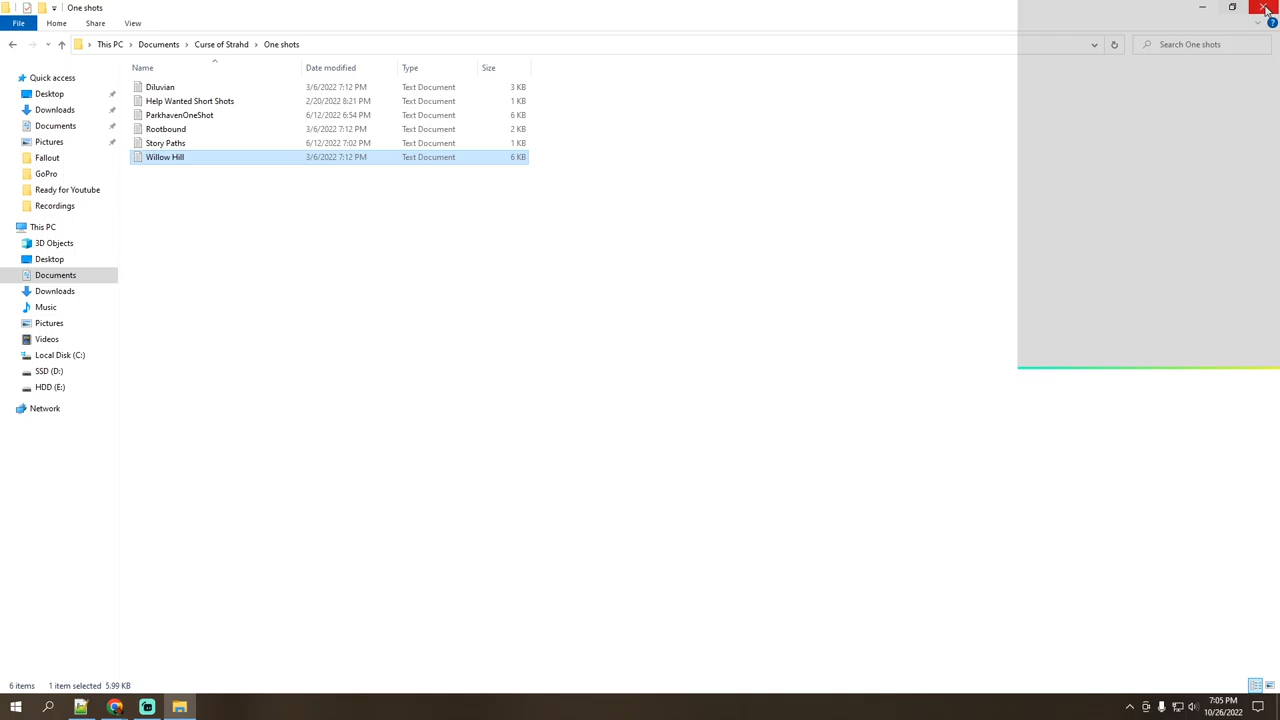 One shots
File Home Share View
This PC Documents Curse of Strahd One shots Search One shots
Name Date modified Type Size
Quick access
Desktop
Downloads
Documents
Pictures
Fallout
GoPro
Ready for Youtube
Recordings
This PC
3D Objects
Desktop
Documents
Downloads
Music
Pictures
Videos
Local Disk (C:)
SSD (D:)
HDD (E:)
Network
Diluvian 3/6/2022 7:12 PM Text Document 3 KB
Help Wanted Short Shots 2/20/2022 8:21 PM Text Document 1 KB
ParkhavenOneShot 6/12/2022 6:54 PM Text Document 6 KB
Rootbound 3/6/2022 7:12 PM Text Document 2 KB
Story Paths 6/12/2022 7:02 PM Text Document 1 KB
Willow Hill 3/6/2022 7:12 PM Text Document 6 KB
6 items 1 item selected 5.99 KB
7:05 PM
10/26/2022